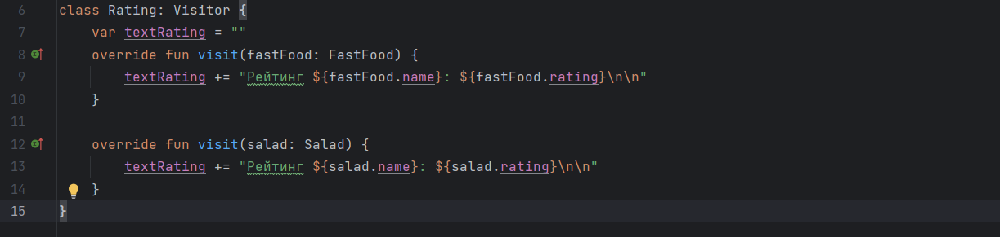 6 class Rating: Visitor {
7     var textRating = ""
8     override fun visit(fastFood: FastFood) {
9         textRating += "Рейтинг ${fastFood.name}: ${fastFood.rating}\n\n"
10     }
11
12     override fun visit(salad: Salad) {
13         textRating += "Рейтинг ${salad.name}: ${salad.rating}\n\n"
14     }
15 }